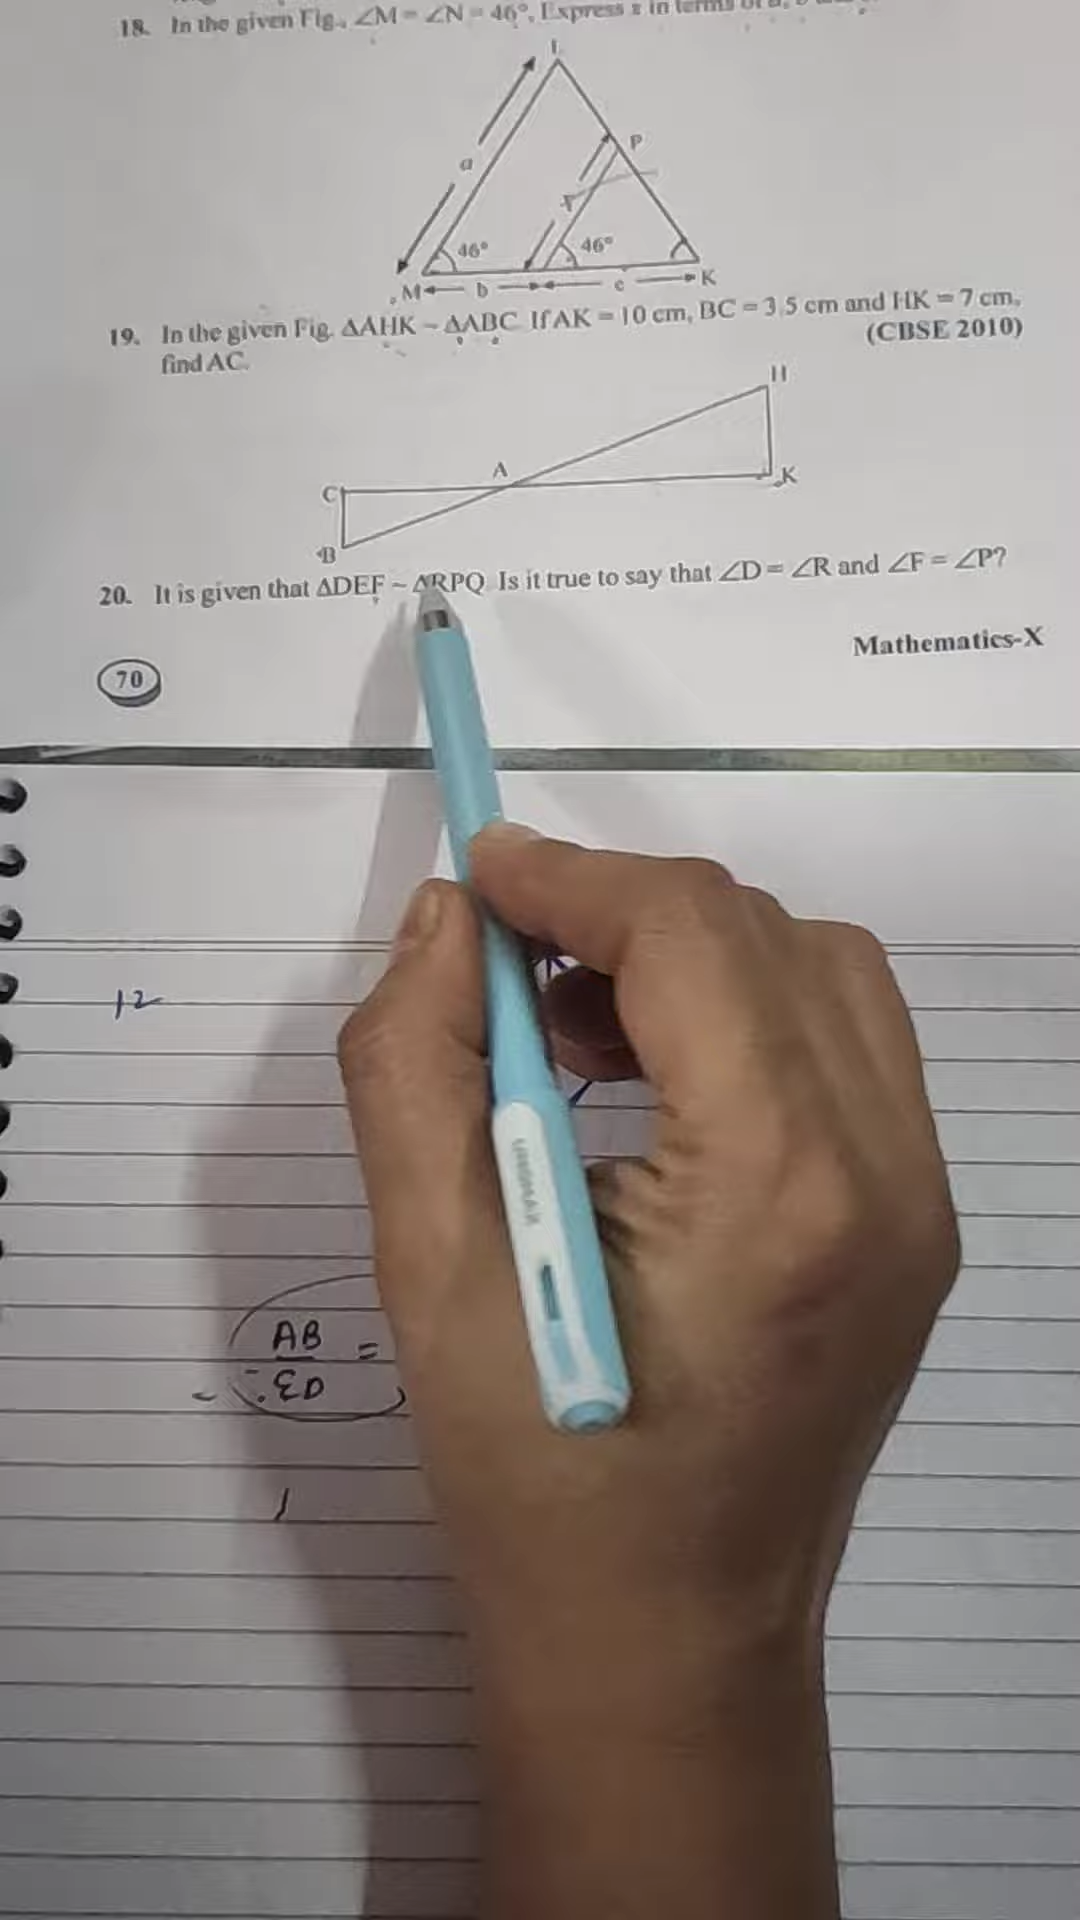 18. In the given Fig., ∠M = ∠N = 46°, Express x in terms of a,
L
a
P
x
46°
46°
M b c K
19. In the given Fig. ΔAHK ~ ΔABC. If AK = 10 cm, BC = 3.5 cm and HK = 7 cm,
find AC. (CBSE 2010)
H
A
C
K
B
20. It is given that ΔDEF ~ ΔRPQ. Is it true to say that ∠D = ∠R and ∠F = ∠P?
Mathematics-X
70
12
AB =
ED